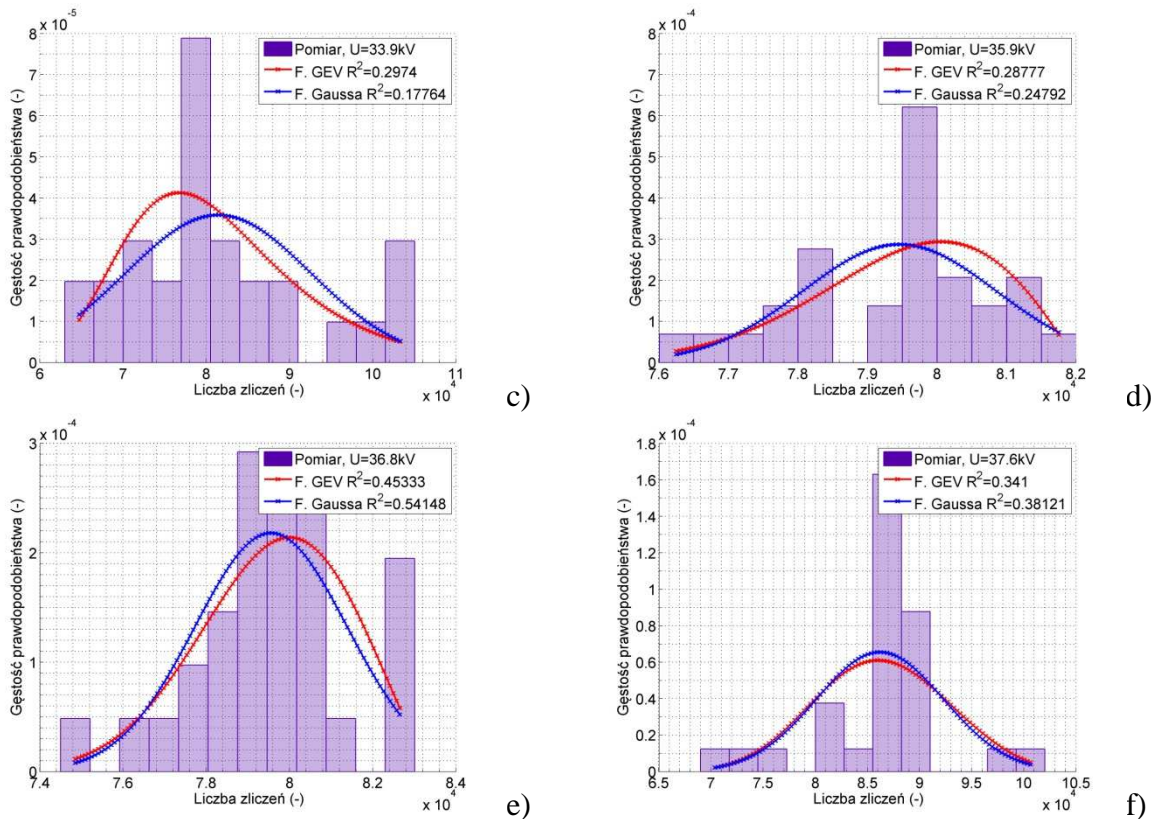 x 10^-5
8
7
6
5
4
3
2
1
0
Gęstość prawdopodobieństwa (-)
Pomiar, U=33.9kV
F. GEV R^2=0.2974
F. Gaussa R^2=0.17764
6 7 8 9 10 11
Liczba zliczeń (-)
x 10^4
c)
x 10^-4
8
7
6
5
4
3
2
1
0
Gęstość prawdopodobieństwa (-)
Pomiar, U=35.9kV
F. GEV R^2=0.28777
F. Gaussa R^2=0.24792
7.6 7.7 7.8 7.9 8 8.1 8.2
Liczba zliczeń (-)
x 10^4
d)
x 10^-4
3
2
1
0
Gęstość prawdopodobieństwa (-)
Pomiar, U=36.8kV
F. GEV R^2=0.45333
F. Gaussa R^2=0.54148
7.4 7.6 7.8 8 8.2 8.4
Liczba zliczeń (-)
x 10^4
e)
x 10^-4
1.8
1.6
1.4
1.2
1
0.8
0.6
0.4
0.2
0
Gęstość prawdopodobieństwa (-)
Pomiar, U=37.6kV
F. GEV R^2=0.341
F. Gaussa R^2=0.38121
6.5 7 7.5 8 8.5 9 9.5 10 10.5
Liczba zliczeń (-)
x 10^4
f)